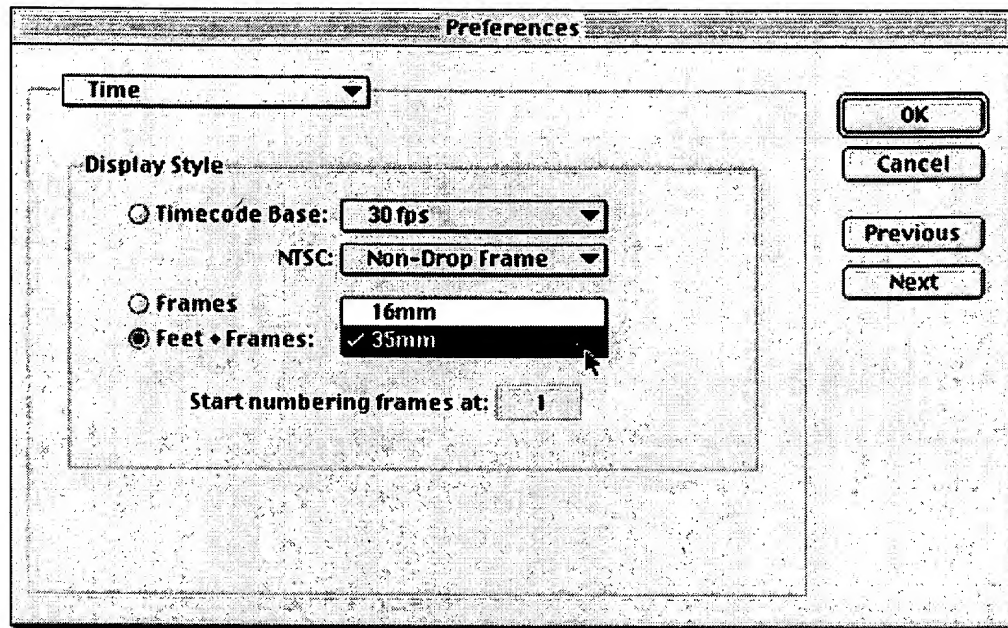 Preferences
Time
OK
Display Style
Cancel
Timecode Base: 30 fps
Previous
NTSC: Non-Drop Frame
Next
Frames
16mm
Feet + Frames: ✓ 35mm
Start numbering frames at: 1